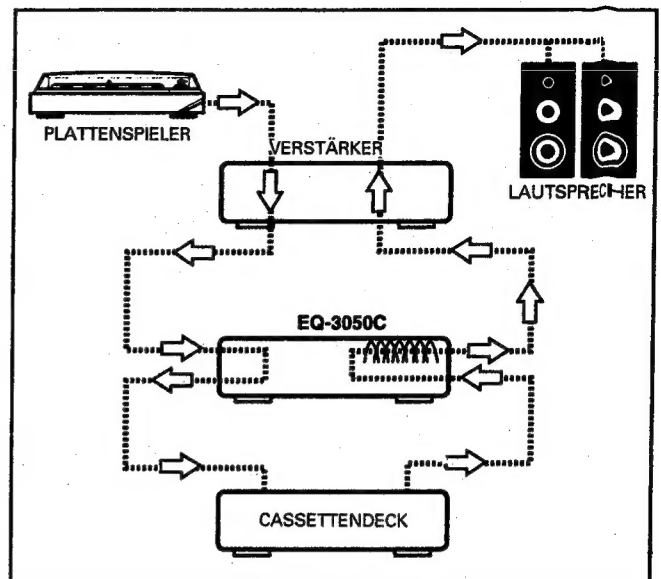 PLATTENSPIELER
VERSTÄRKER
LAUTSPRECHER
EQ-3050C
CASSETTENDECK